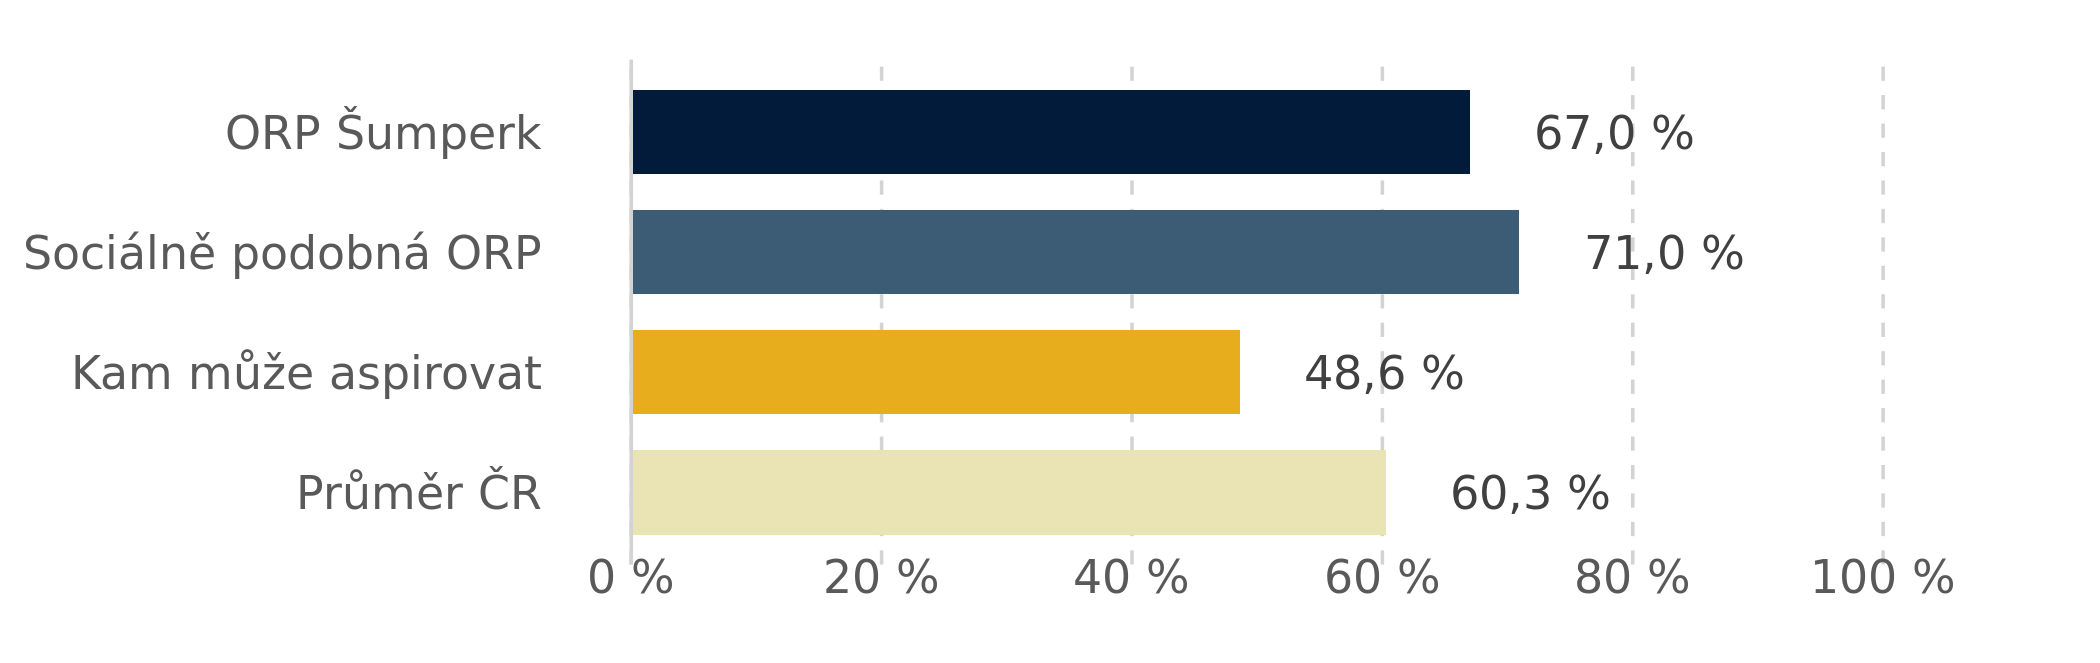 ORP Šumperk
67,0 %
Sociálně podobná ORP
71,0 %
Kam může aspirovat
48,6 %
Průměr ČR
60,3 %
0 %
20 %
40 %
60 %
80 %
100 %